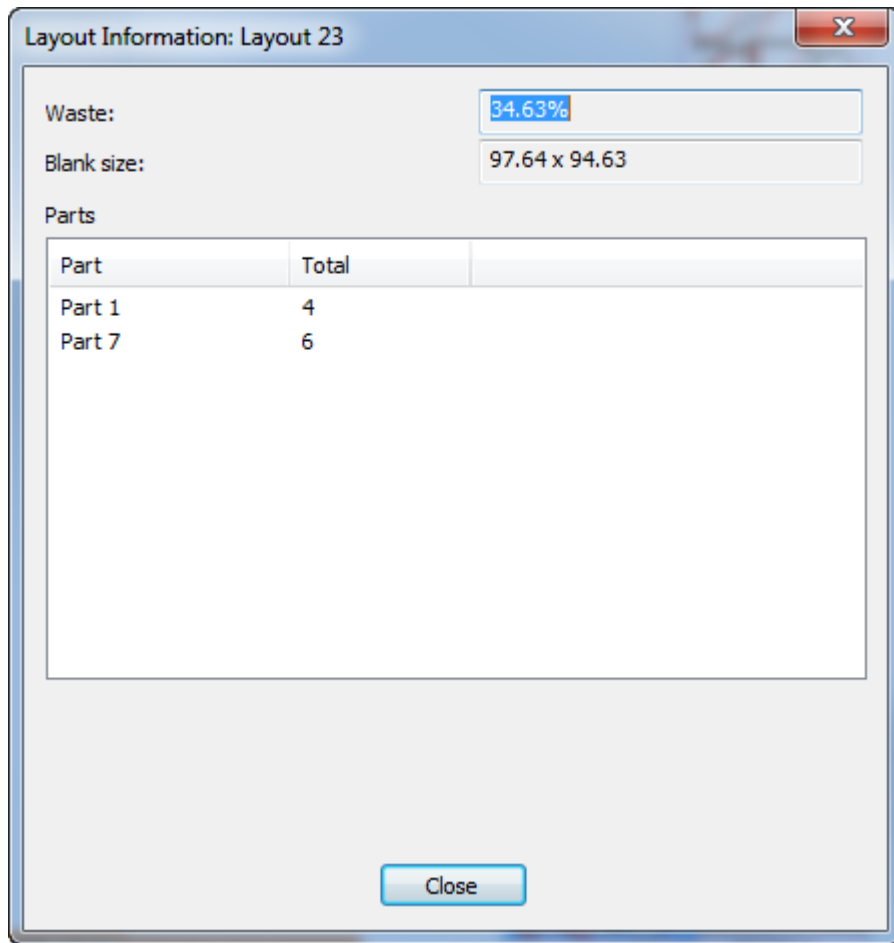 Layout Information: Layout 23
Waste: 34.63%
Blank size: 97.64 x 94.63
Parts
Part Total
Part 1 4
Part 7 6
Close